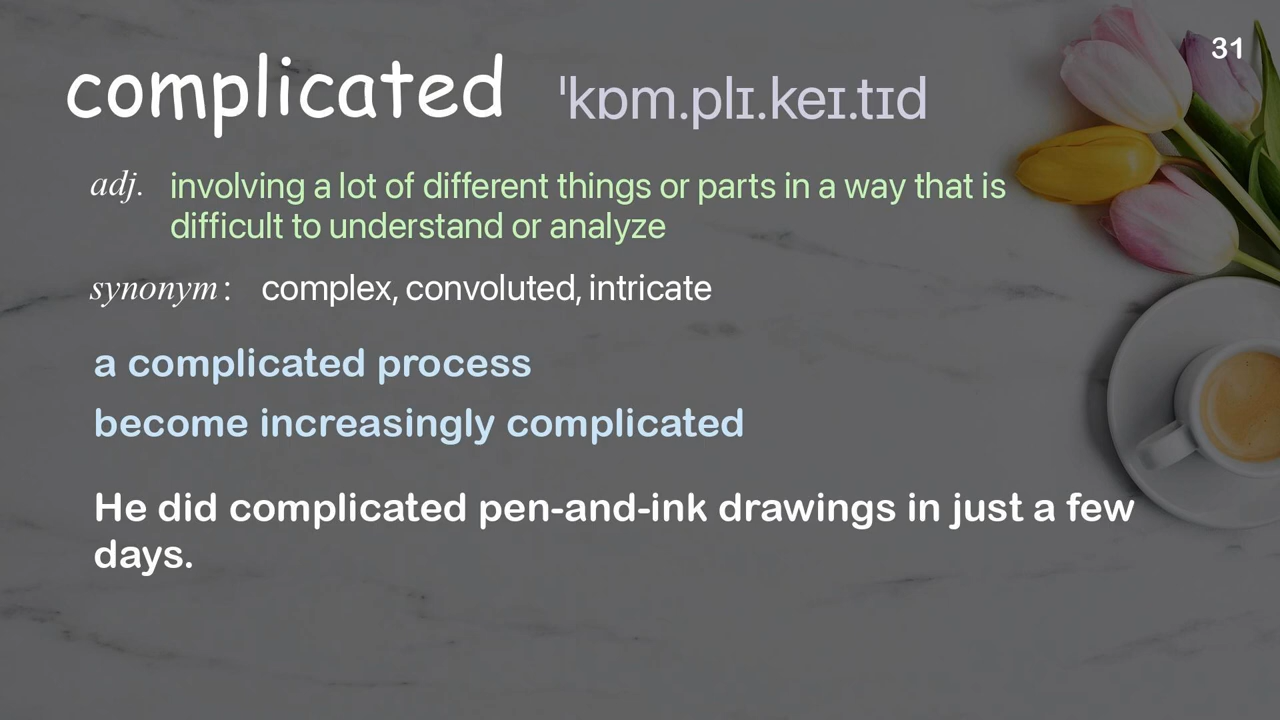 31
complicated ˈkɒm.plɪ.keɪ.tɪd
adj. involving a lot of different things or parts in a way that is
difficult to understand or analyze
synonym : complex, convoluted, intricate
a complicated process
become increasingly complicated
He did complicated pen-and-ink drawings in just a few
days.